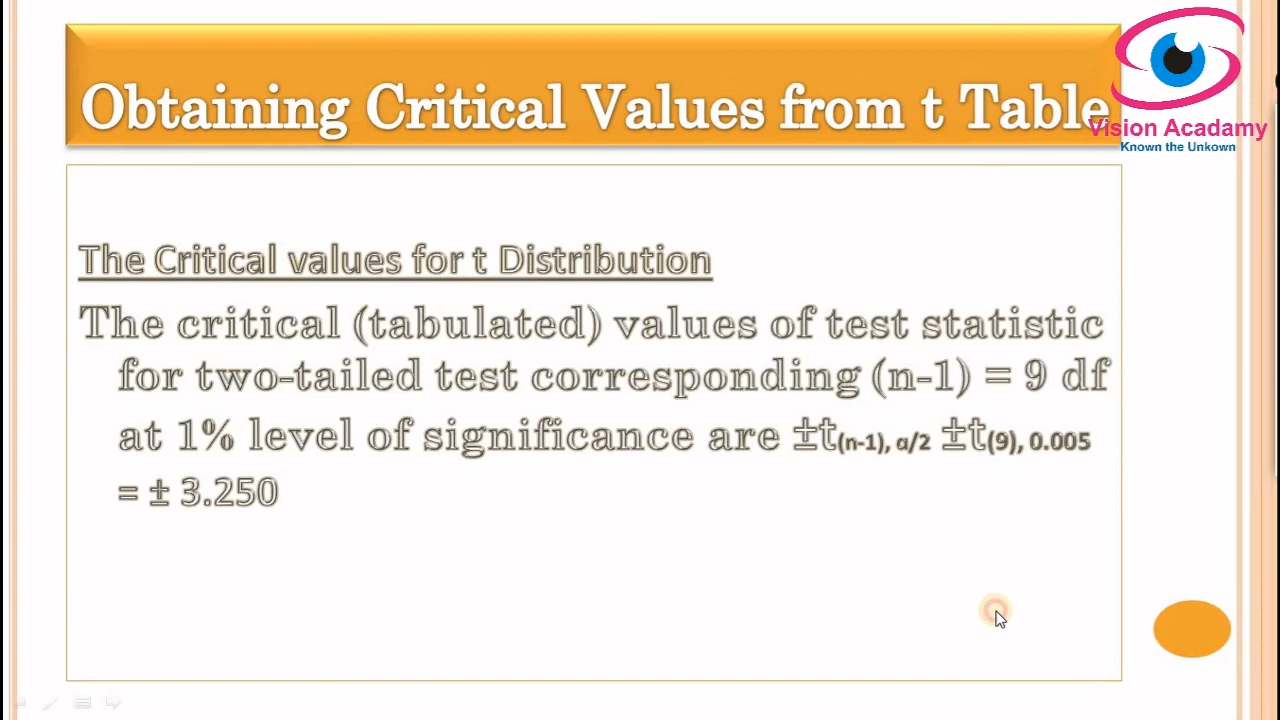 Obtaining Critical Values from t Table
Vision Acadamy
Known the Unkown
The Critical values for t Distribution
The critical (tabulated) values of test statistic
for two-tailed test corresponding (n-1) = 9 df
at 1% level of significance are ±t(n-1), α/2 ±t(9), 0.005
= ± 3.250